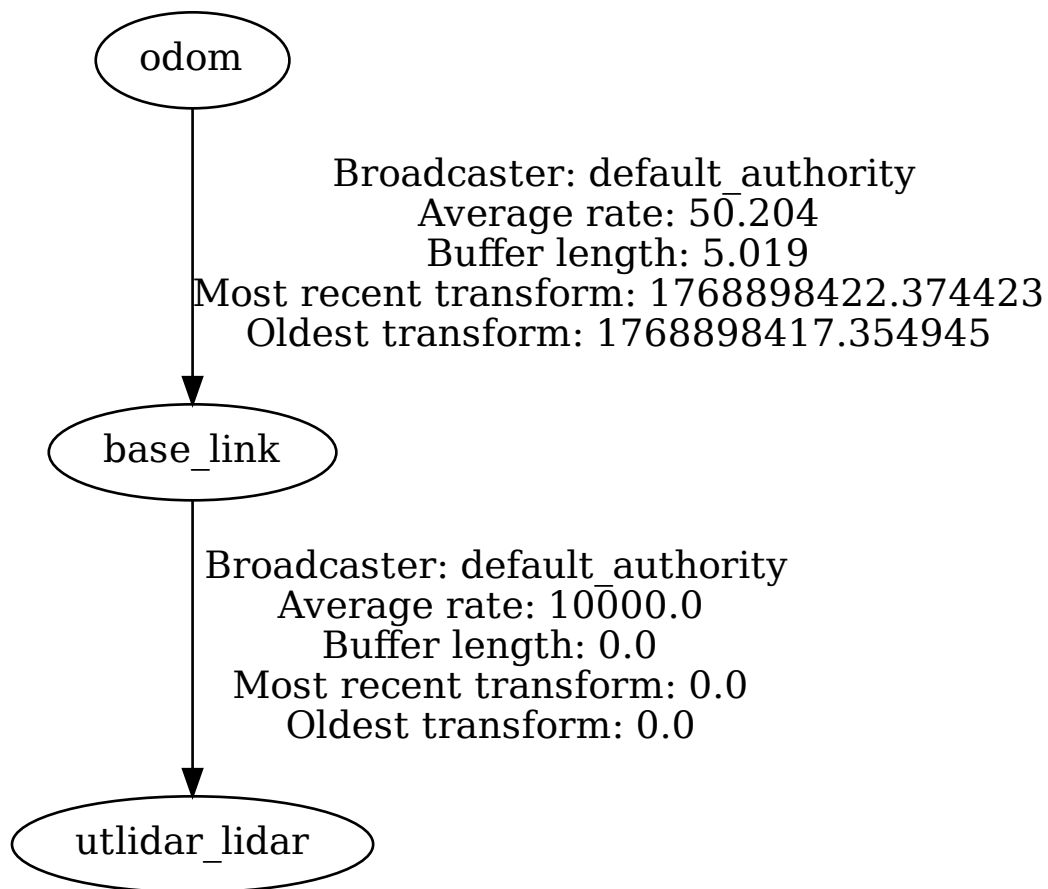 odom
Broadcaster: default_authority
Average rate: 50.204
Buffer length: 5.019
Most recent transform: 1768898422.374423
Oldest transform: 1768898417.354945
base_link
Broadcaster: default_authority
Average rate: 10000.0
Buffer length: 0.0
Most recent transform: 0.0
Oldest transform: 0.0
utlidar_lidar